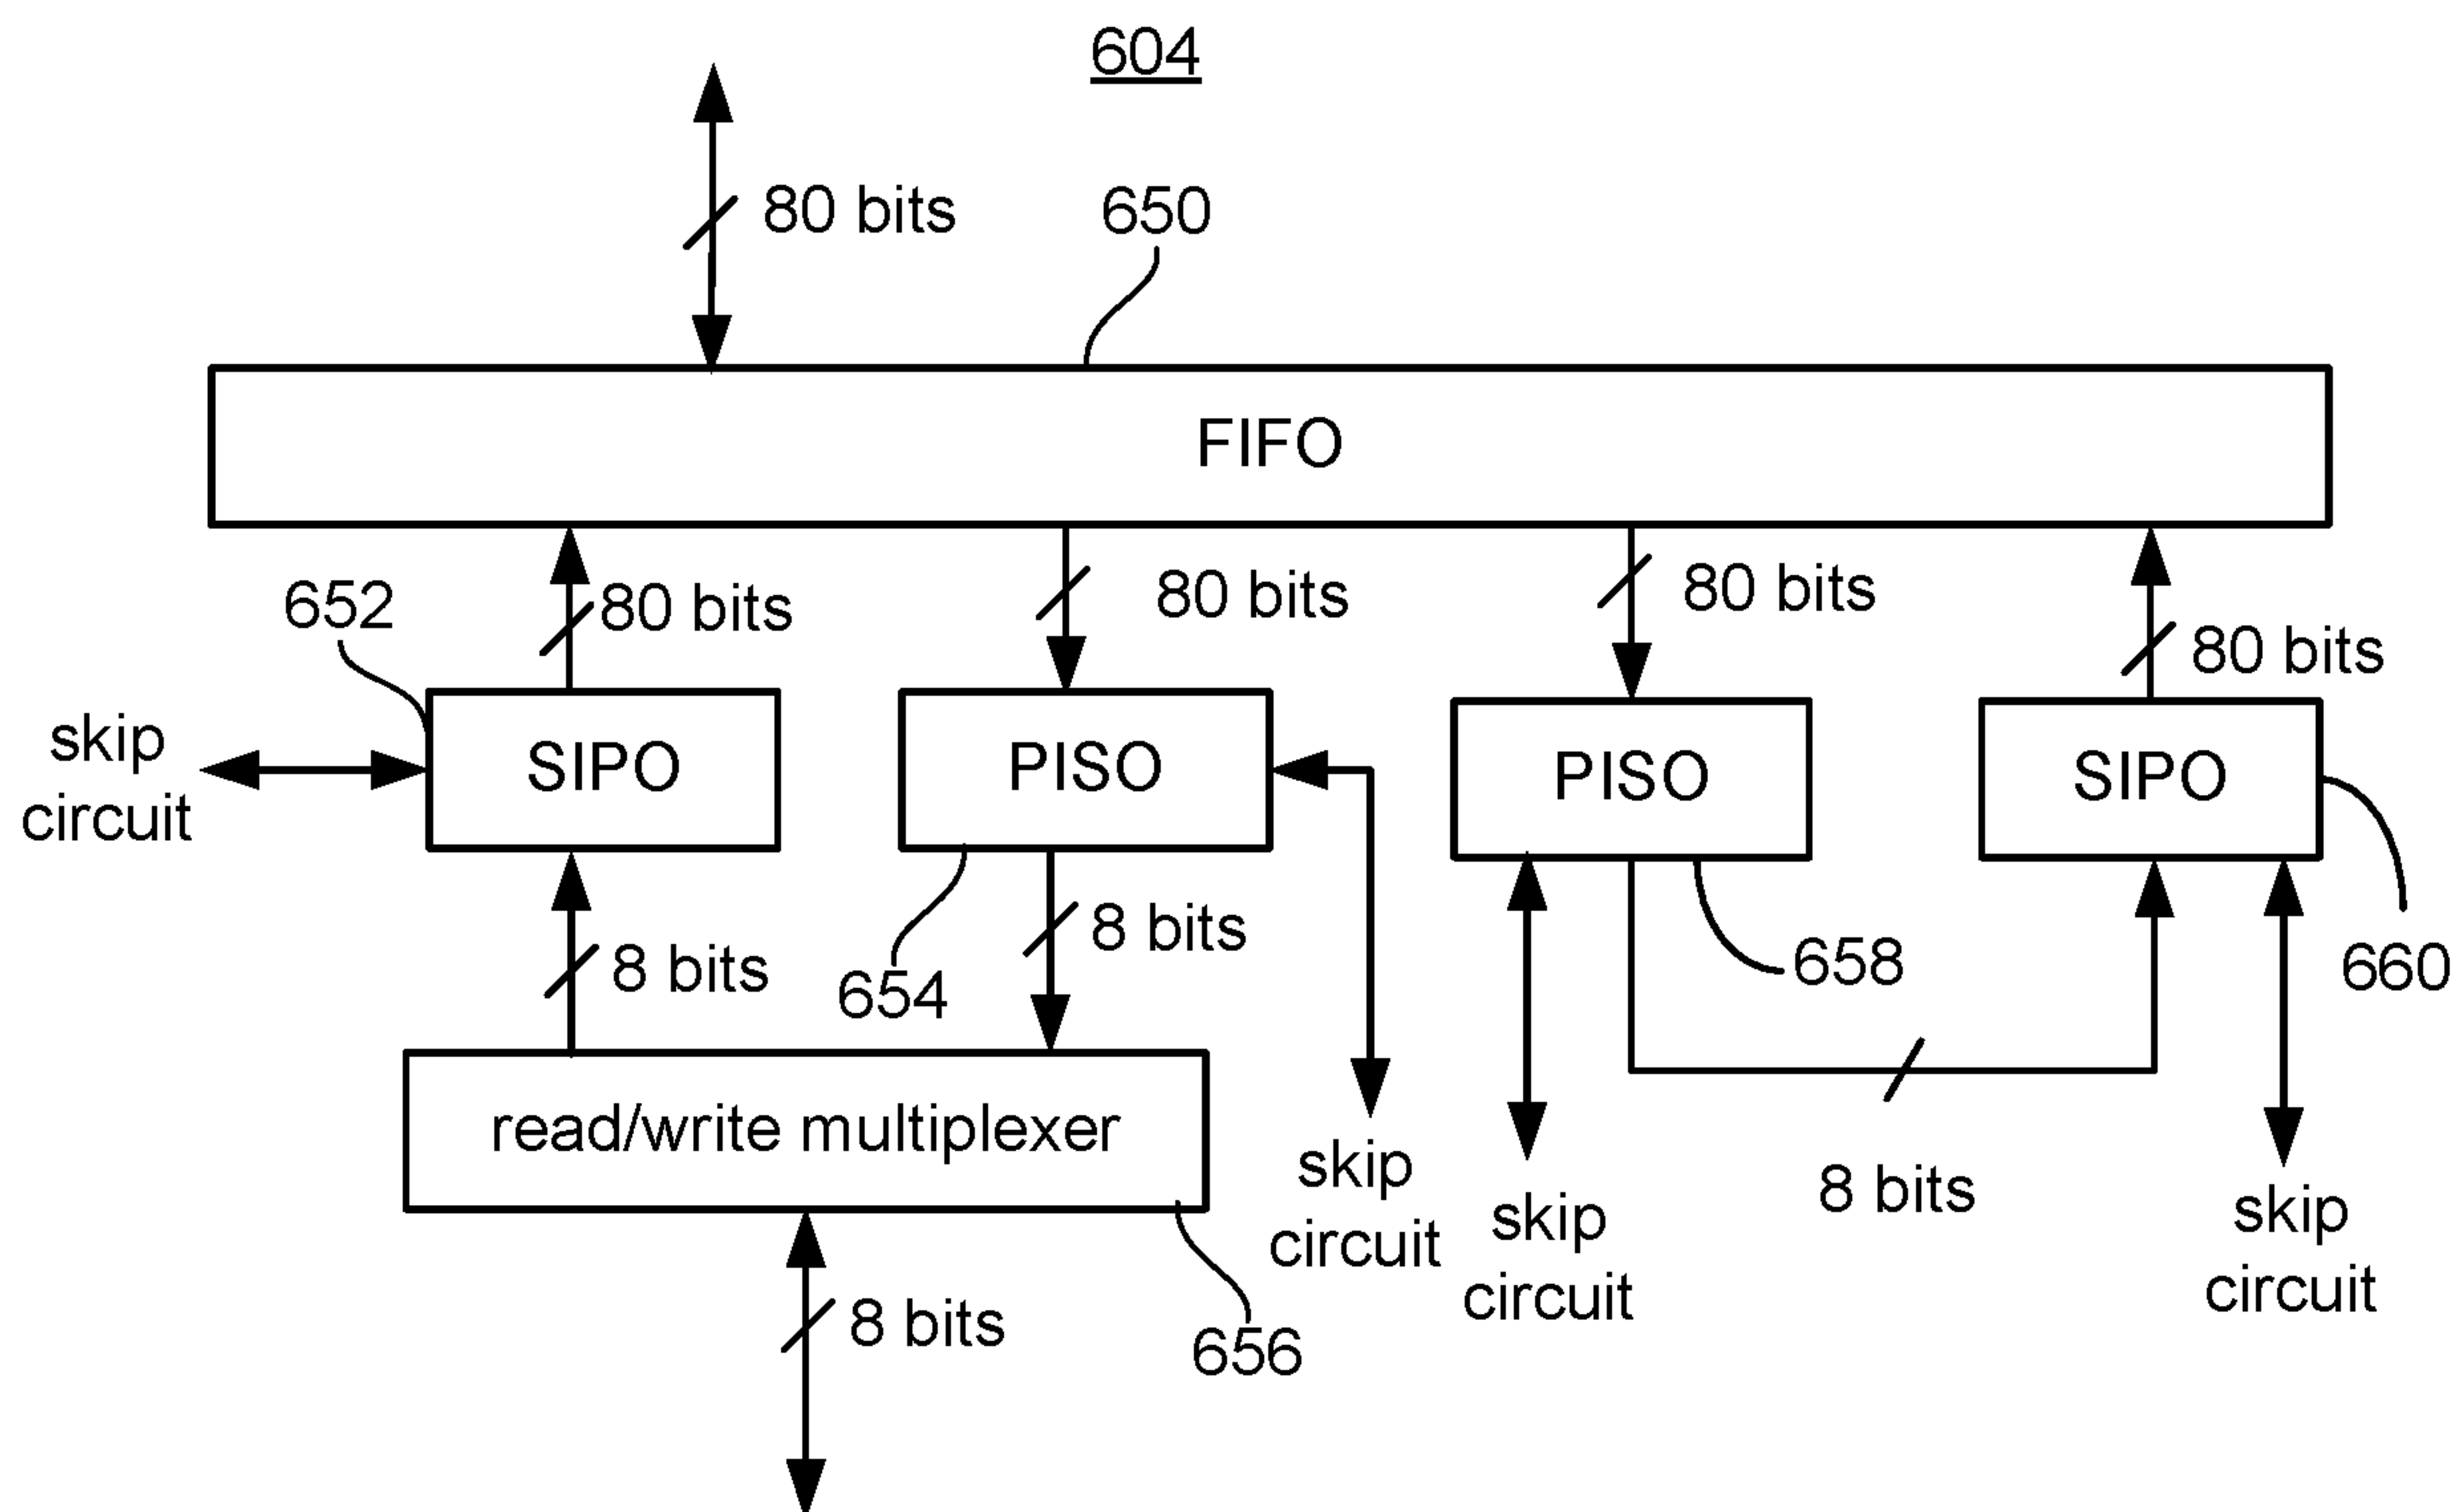 604
80 bits
650
FIFO
652
80 bits
80 bits
80 bits
80 bits
skip
circuit
SIPO
PISO
PISO
SIPO
8 bits
654
8 bits
658
660
read/write multiplexer
skip
circuit
skip
circuit
8 bits
skip
circuit
8 bits
656